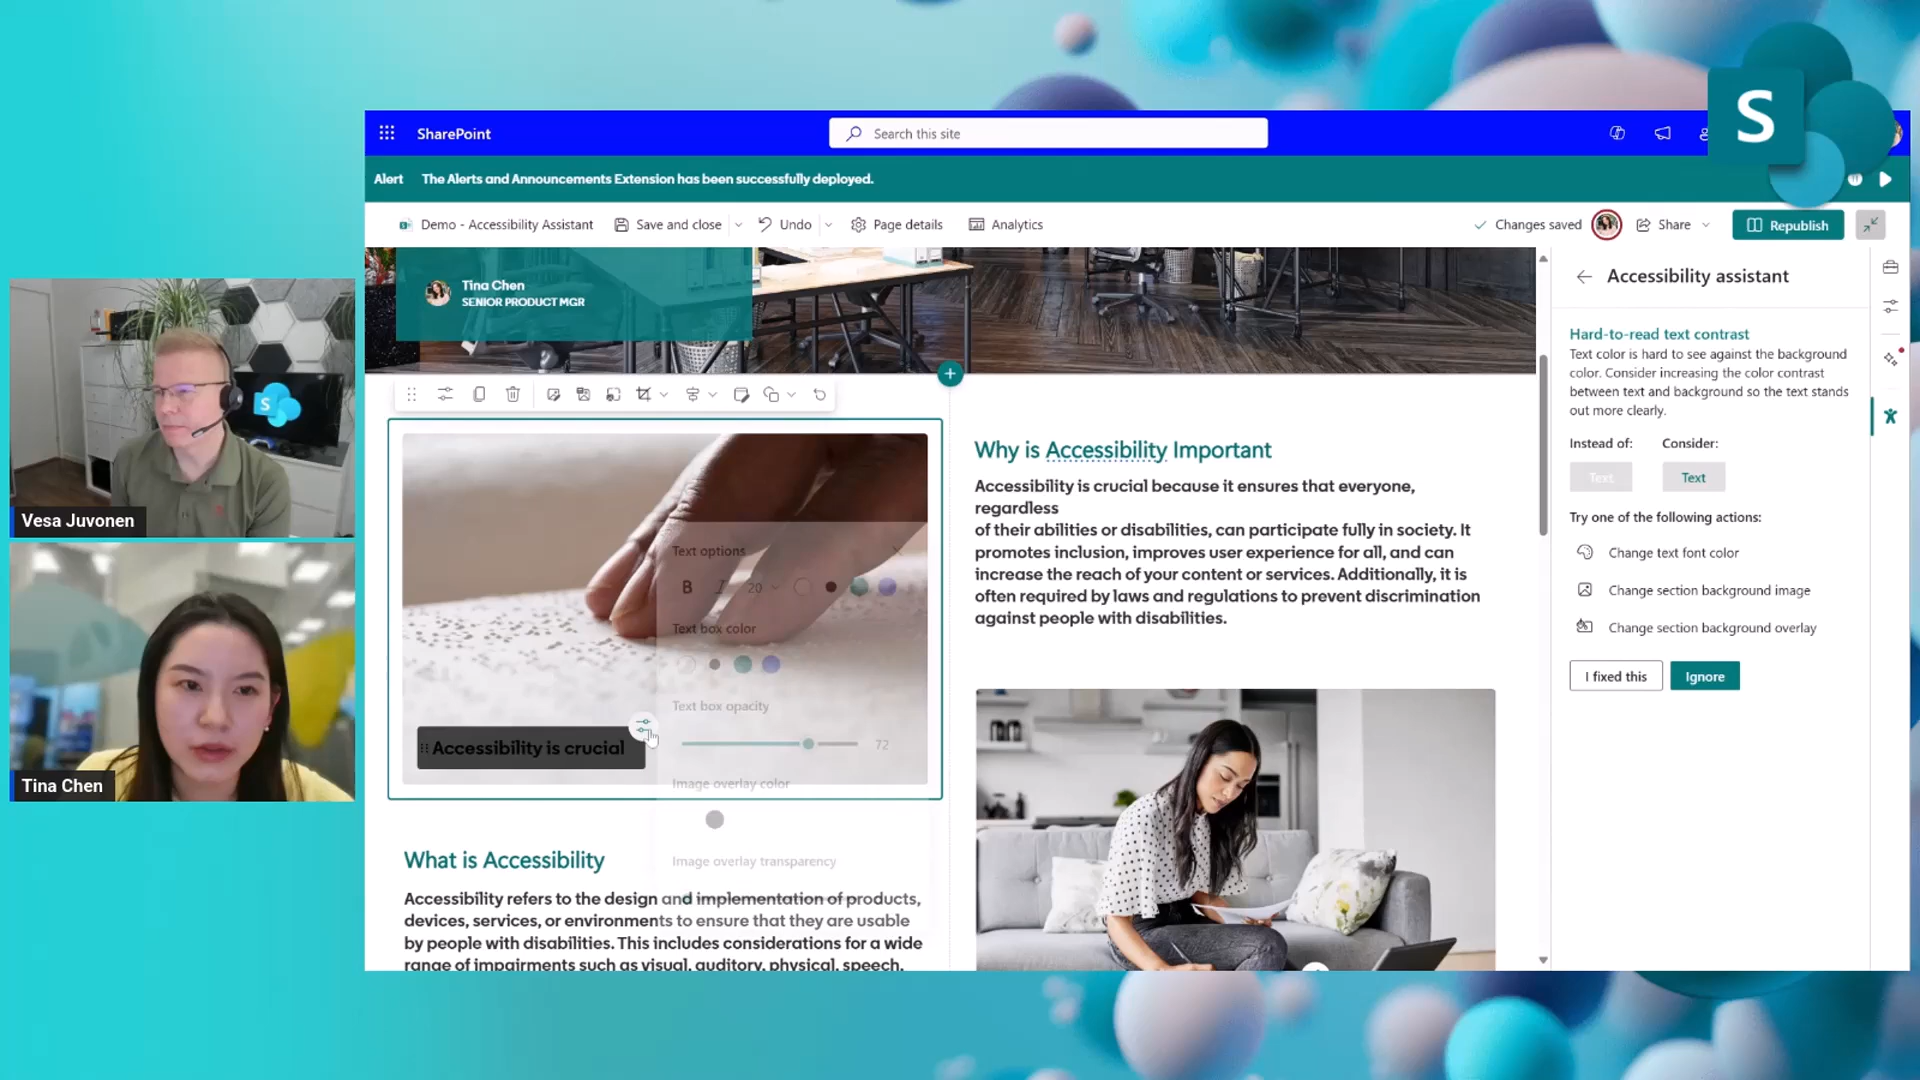 SharePoint
Search this site
S
Alert The Alerts and Announcements Extension has been successfully deployed.
Demo - Accessibility Assistant Save and close Undo Page details Analytics
Changes saved Share Republish
Tina Chen
SENIOR PRODUCT MGR
Accessibility assistant
Hard-to-read text contrast
Text color is hard to see against the background
color. Consider increasing the color contrast
between text and background so the text stands
out more clearly.
Instead of: Consider:
Text Text
Try one of the following actions:
Change text font color
Change section background image
Change section background overlay
I fixed this Ignore
Text options
B I 20
Text box color
Text box opacity
72
Image overlay color
Image overlay transparency
Accessibility is crucial
What is Accessibility
Accessibility refers to the design and implementation of products,
devices, services, or environments to ensure that they are usable
by people with disabilities. This includes considerations for a wide
range of impairments such as visual, auditory, physical, speech,
Why is Accessibility Important
Accessibility is crucial because it ensures that everyone,
regardless
of their abilities or disabilities, can participate fully in society. It
promotes inclusion, improves user experience for all, and can
increase the reach of your content or services. Additionally, it is
often required by laws and regulations to prevent discrimination
against people with disabilities.
S
Vesa Juvonen
Tina Chen